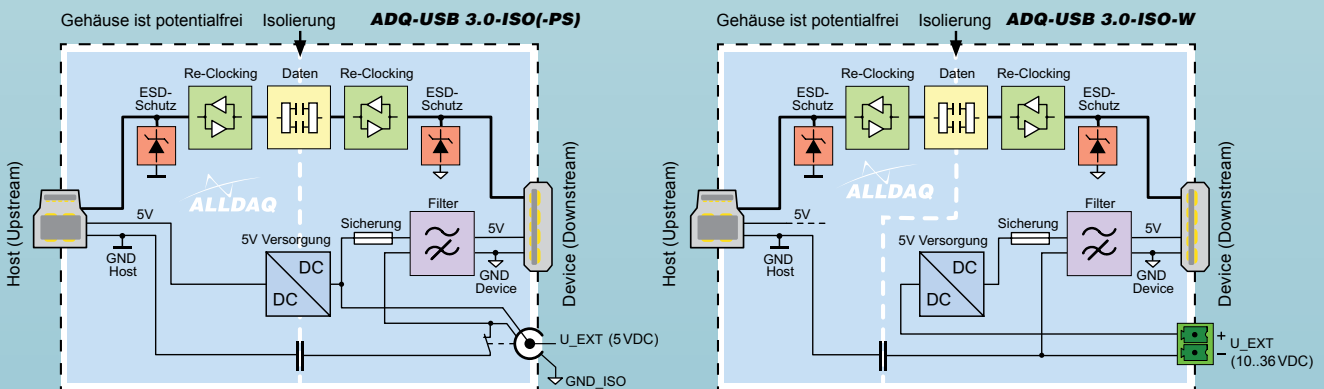 Gehäuse ist potentialfrei Isolierung ADQ-USB 3.0-ISO(-PS)
Re-Clocking Daten Re-Clocking
ESD-
Schutz
ESD-
Schutz
ALLDAQ
Host (Upstream)
Device (Downstream)
5V
GND
Host
5V Versorgung
Sicherung
Filter
5V
DC
DC
GND
Device
U_EXT (5VDC)
GND_ISO
Gehäuse ist potentialfrei Isolierung ADQ-USB 3.0-ISO-W
Re-Clocking Daten Re-Clocking
ESD-
Schutz
ESD-
Schutz
ALLDAQ
Host (Upstream)
Device (Downstream)
5V
GND
Host
5V Versorgung
Sicherung
Filter
5V
DC
DC
GND
Device
+
U_EXT
–
(10..36VDC)